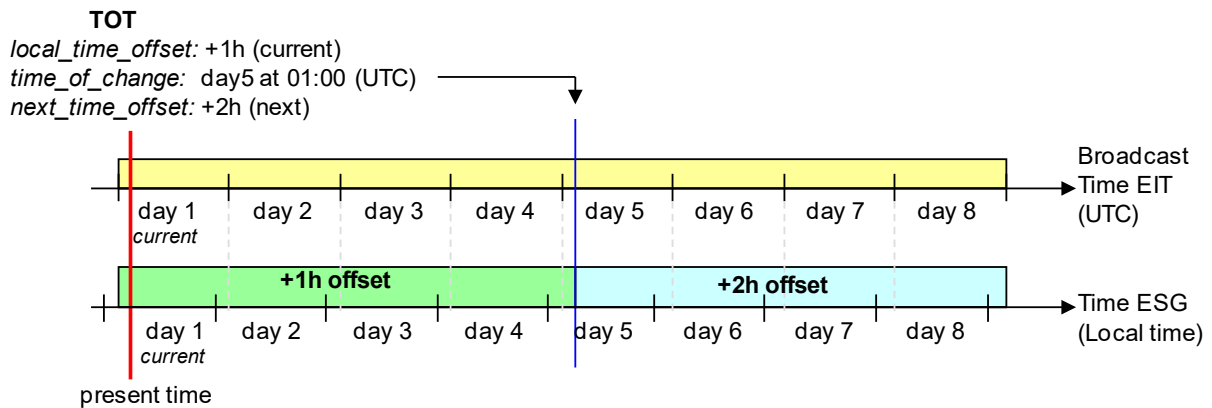 TOT
local_time_offset: +1h (current)
time_of_change: day5 at 01:00 (UTC)
next_time_offset: +2h (next)
Broadcast
Time EIT
(UTC)
day 1 day 2 day 3 day 4 day 5 day 6 day 7 day 8
current
+1h offset +2h offset
Time ESG
(Local time)
day 1 day 2 day 3 day 4 day 5 day 6 day 7 day 8
current
present time